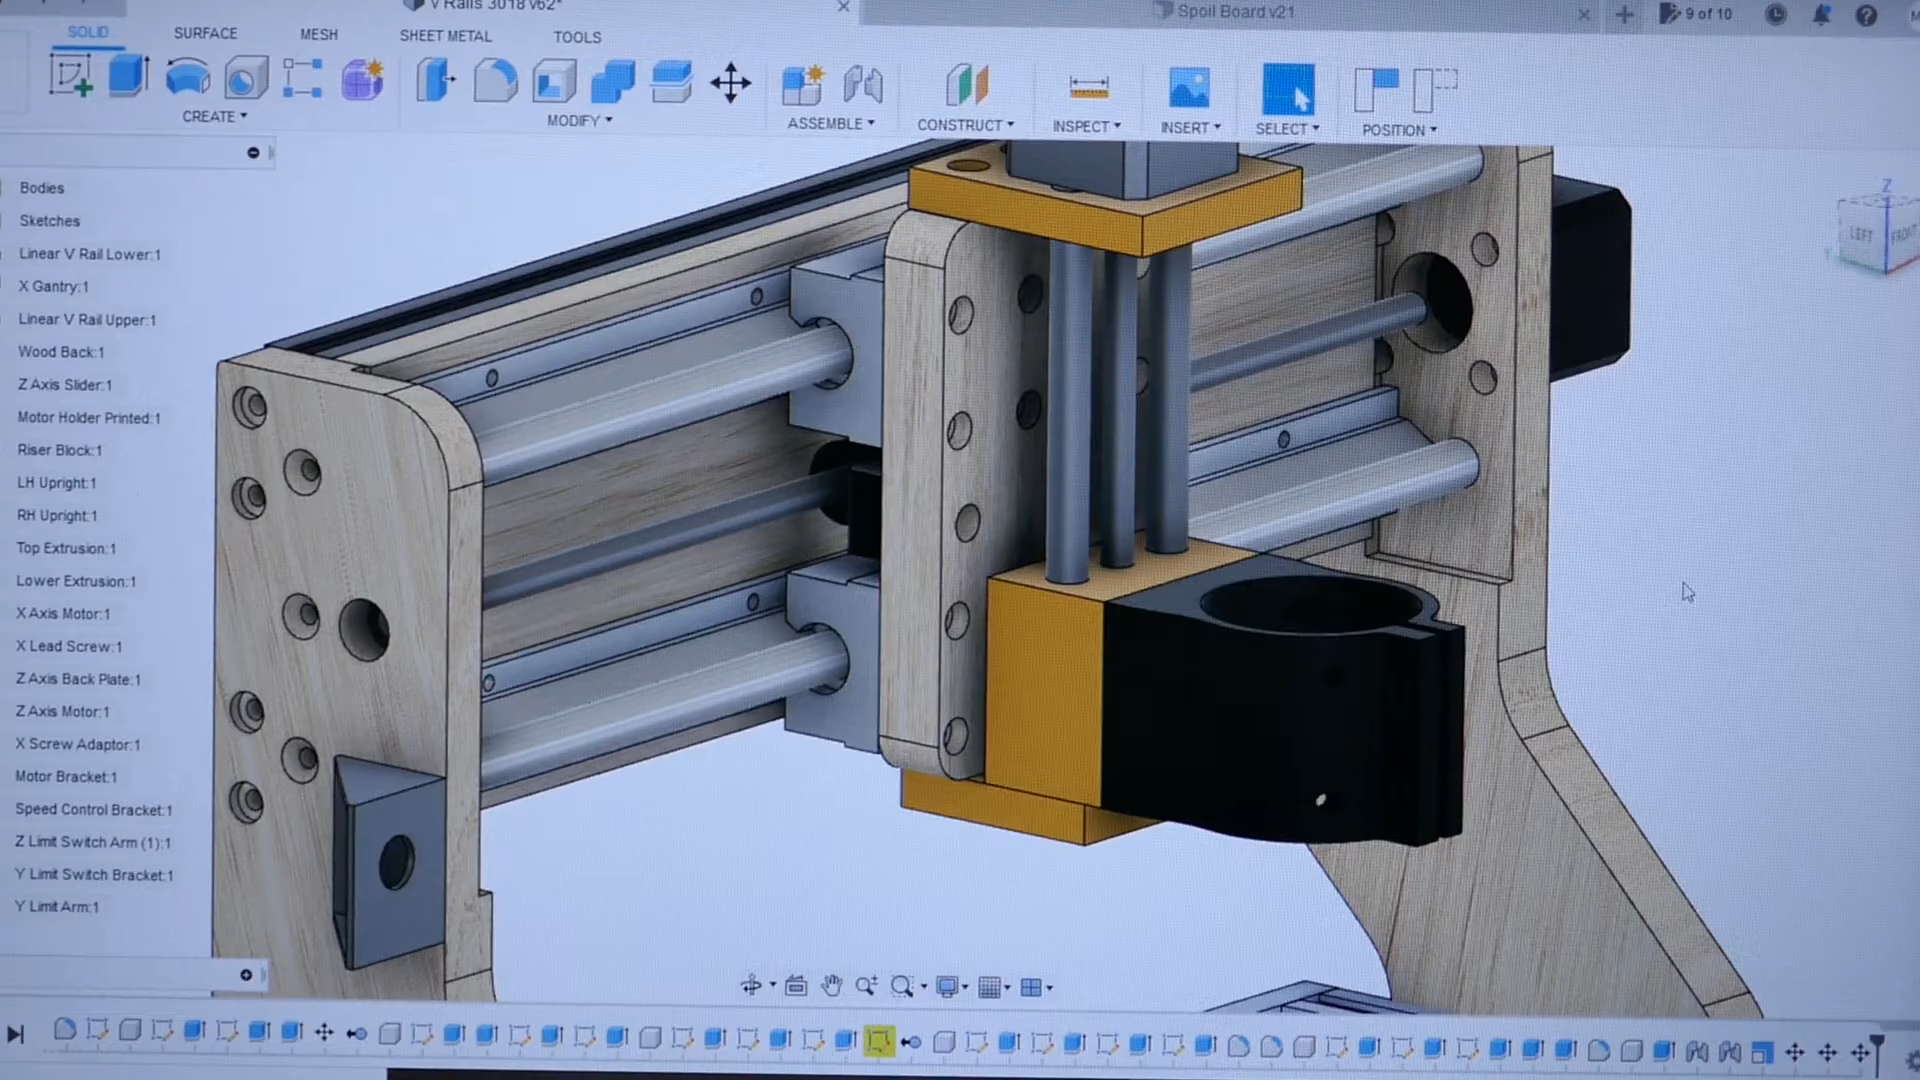 V Rails 3018 v62*
Spoil Board v21
9 of 10
SOLID
SURFACE
MESH
SHEET METAL
TOOLS
CREATE
MODIFY
ASSEMBLE
CONSTRUCT
INSPECT
INSERT
SELECT
POSITION
Bodies
Sketches
Linear V Rail Lower:1
X Gantry:1
Linear V Rail Upper:1
Wood Back:1
Z Axis Slider:1
Motor Holder Printed:1
Riser Block:1
LH Upright:1
RH Upright:1
Top Extrusion:1
Lower Extrusion:1
X Axis Motor:1
X Lead Screw:1
Z Axis Back Plate:1
Z Axis Motor:1
X Screw Adaptor:1
Motor Bracket:1
Speed Control Bracket:1
Z Limit Switch Arm (1):1
Y Limit Switch Bracket:1
Y Limit Arm:1
Z
LEFT
FRONT